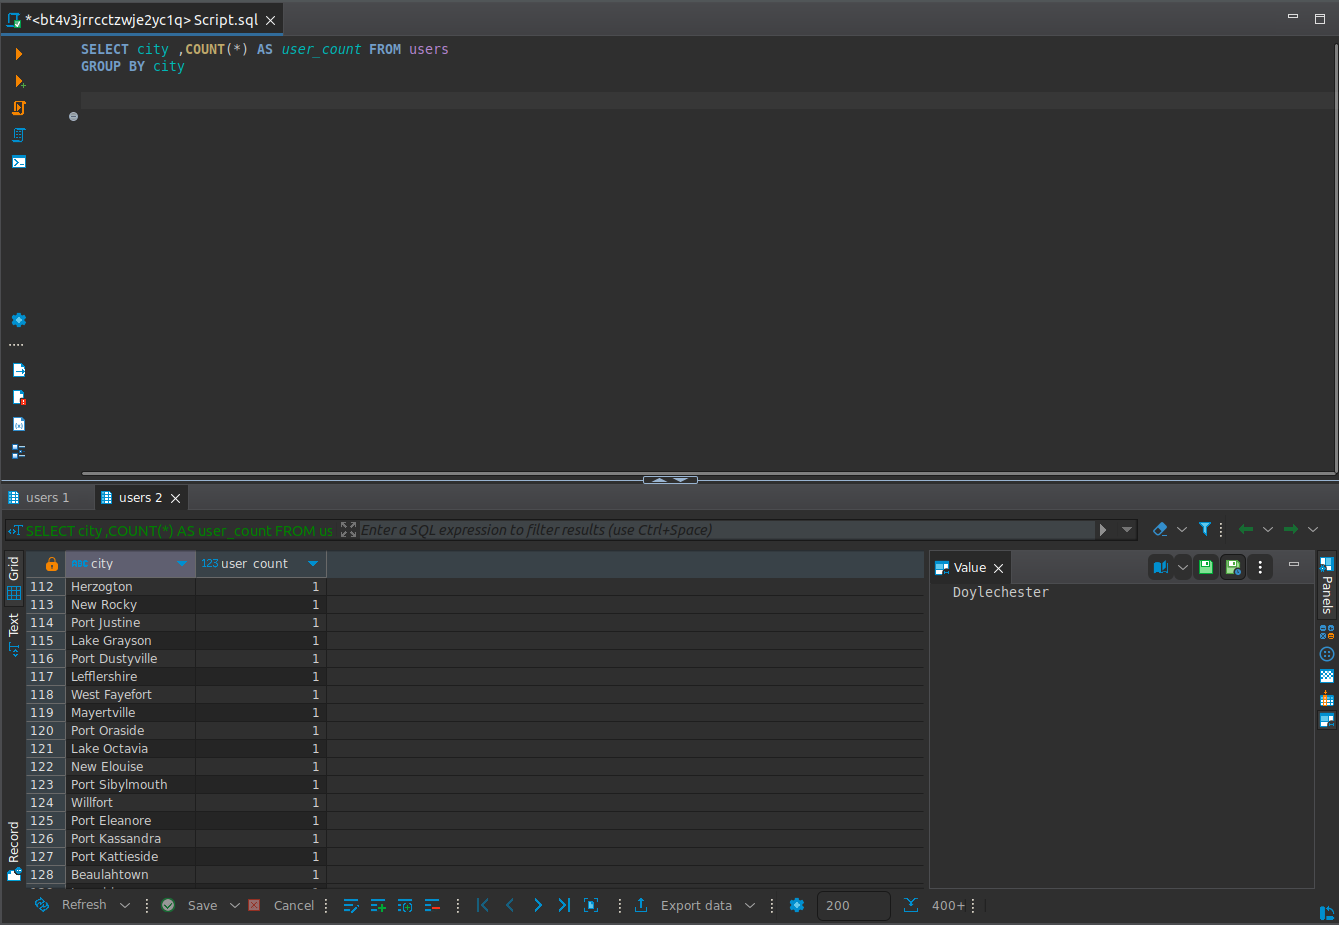 *<bt4v3jrrcctzwje2yc1q> Script.sql
SELECT city ,COUNT(*) AS user_count FROM users
GROUP BY city
users 1
users 2
SELECT city ,COUNT(*) AS user_count FROM us
Enter a SQL expression to filter results (use Ctrl+Space)
Grid
Text
Record
city 123 user_count
112 Herzogton 1
113 New Rocky 1
114 Port Justine 1
115 Lake Grayson 1
116 Port Dustyville 1
117 Lefflershire 1
118 West Fayefort 1
119 Mayertville 1
120 Port Oraside 1
121 Lake Octavia 1
122 New Elouise 1
123 Port Sibylmouth 1
124 Willfort 1
125 Port Eleanore 1
126 Port Kassandra 1
127 Port Kattieside 1
128 Beaulahtown 1
Value
Doylechester
Panels
Refresh Save Cancel Export data 200 400+